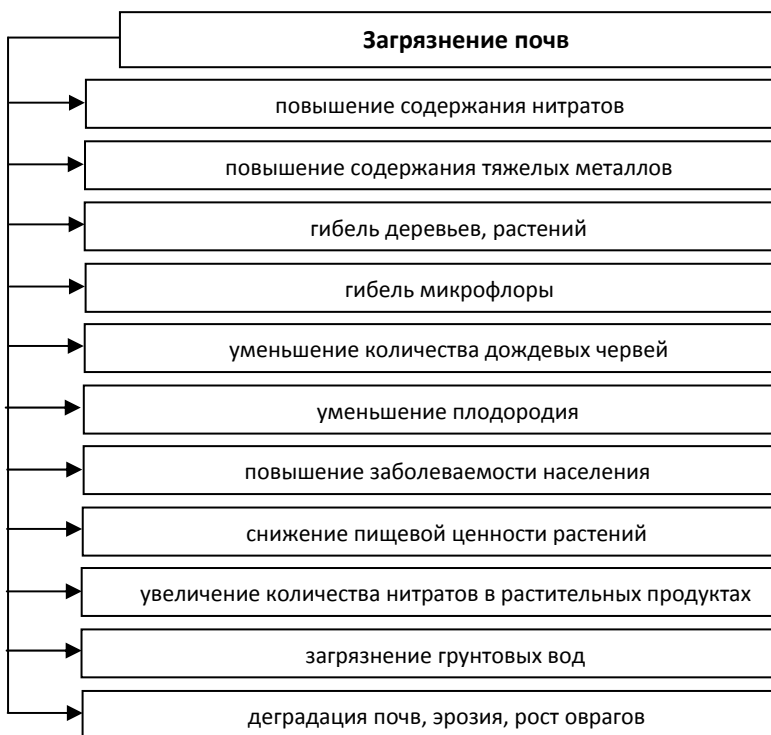 Загрязнение почв
повышение содержания нитратов
повышение содержания тяжелых металлов
гибель деревьев, растений
гибель микрофлоры
уменьшение количества дождевых червей
уменьшение плодородия
повышение заболеваемости населения
снижение пищевой ценности растений
увеличение количества нитратов в растительных продуктах
загрязнение грунтовых вод
деградация почв, эрозия, рост оврагов